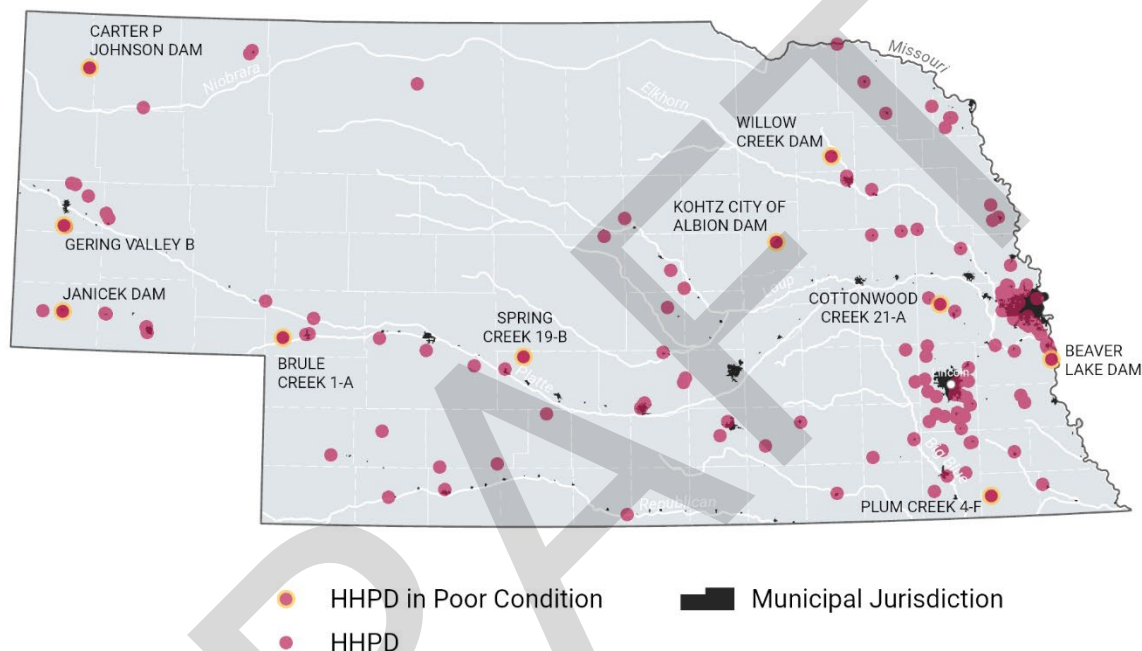 CARTER P
JOHNSON DAM
Niobrara
Missouri
Elkhorn
WILLOW
CREEK DAM
KOHTZ CITY OF
ALBION DAM
GERING VALLEY B
JANICEK DAM
Loup
COTTONWOOD
CREEK 21-A
SPRING
CREEK 19-B
BRULE
CREEK 1-A
Platte
BEAVER
LAKE DAM
Lincoln
Big Blue
Republican
PLUM CREEK 4-F
HHPD in Poor Condition
Municipal Jurisdiction
HHPD
DRAFT